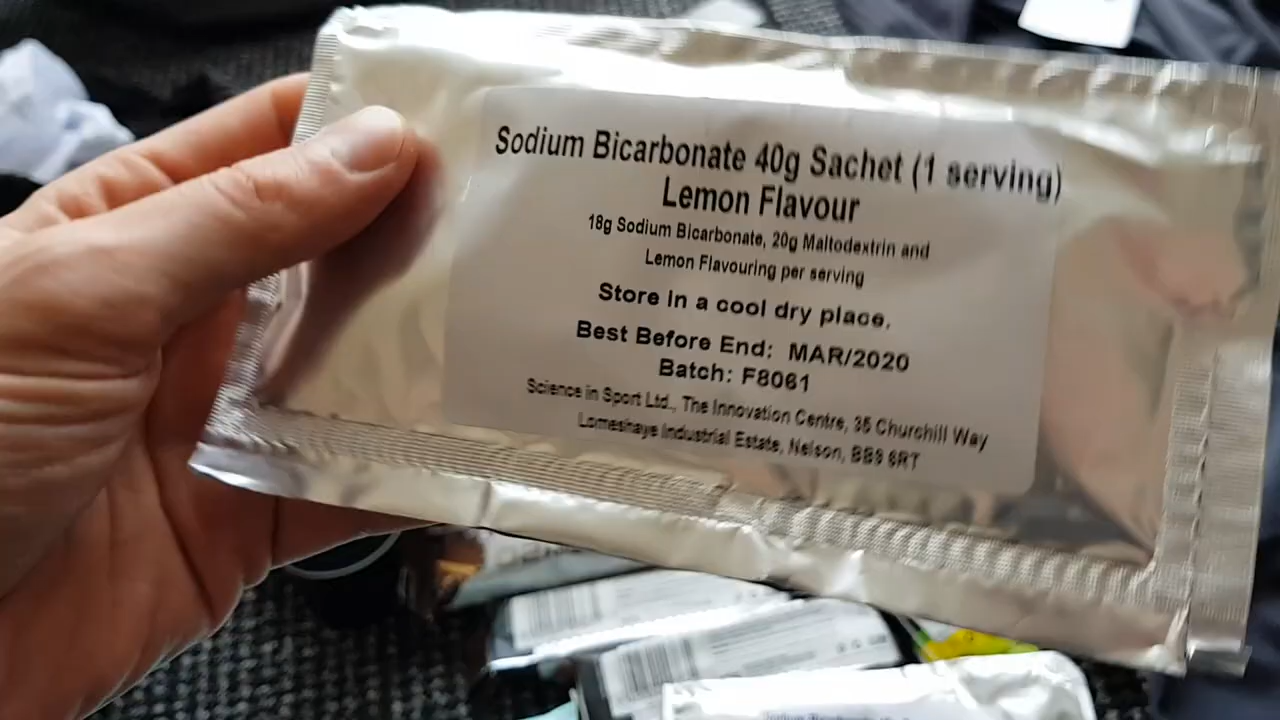 Sodium Bicarbonate 40g Sachet (1 serving)
Lemon Flavour
18g Sodium Bicarbonate, 20g Maltodextrin and
Lemon Flavouring per serving
Store in a cool dry place.
Best Before End: MAR/2020
Batch: F8061
Science in Sport Ltd., The Innovation Centre, 35 Churchill Way
Lomeshaye Industrial Estate, Nelson, BB9 6RT
Sodium Bicarbonate